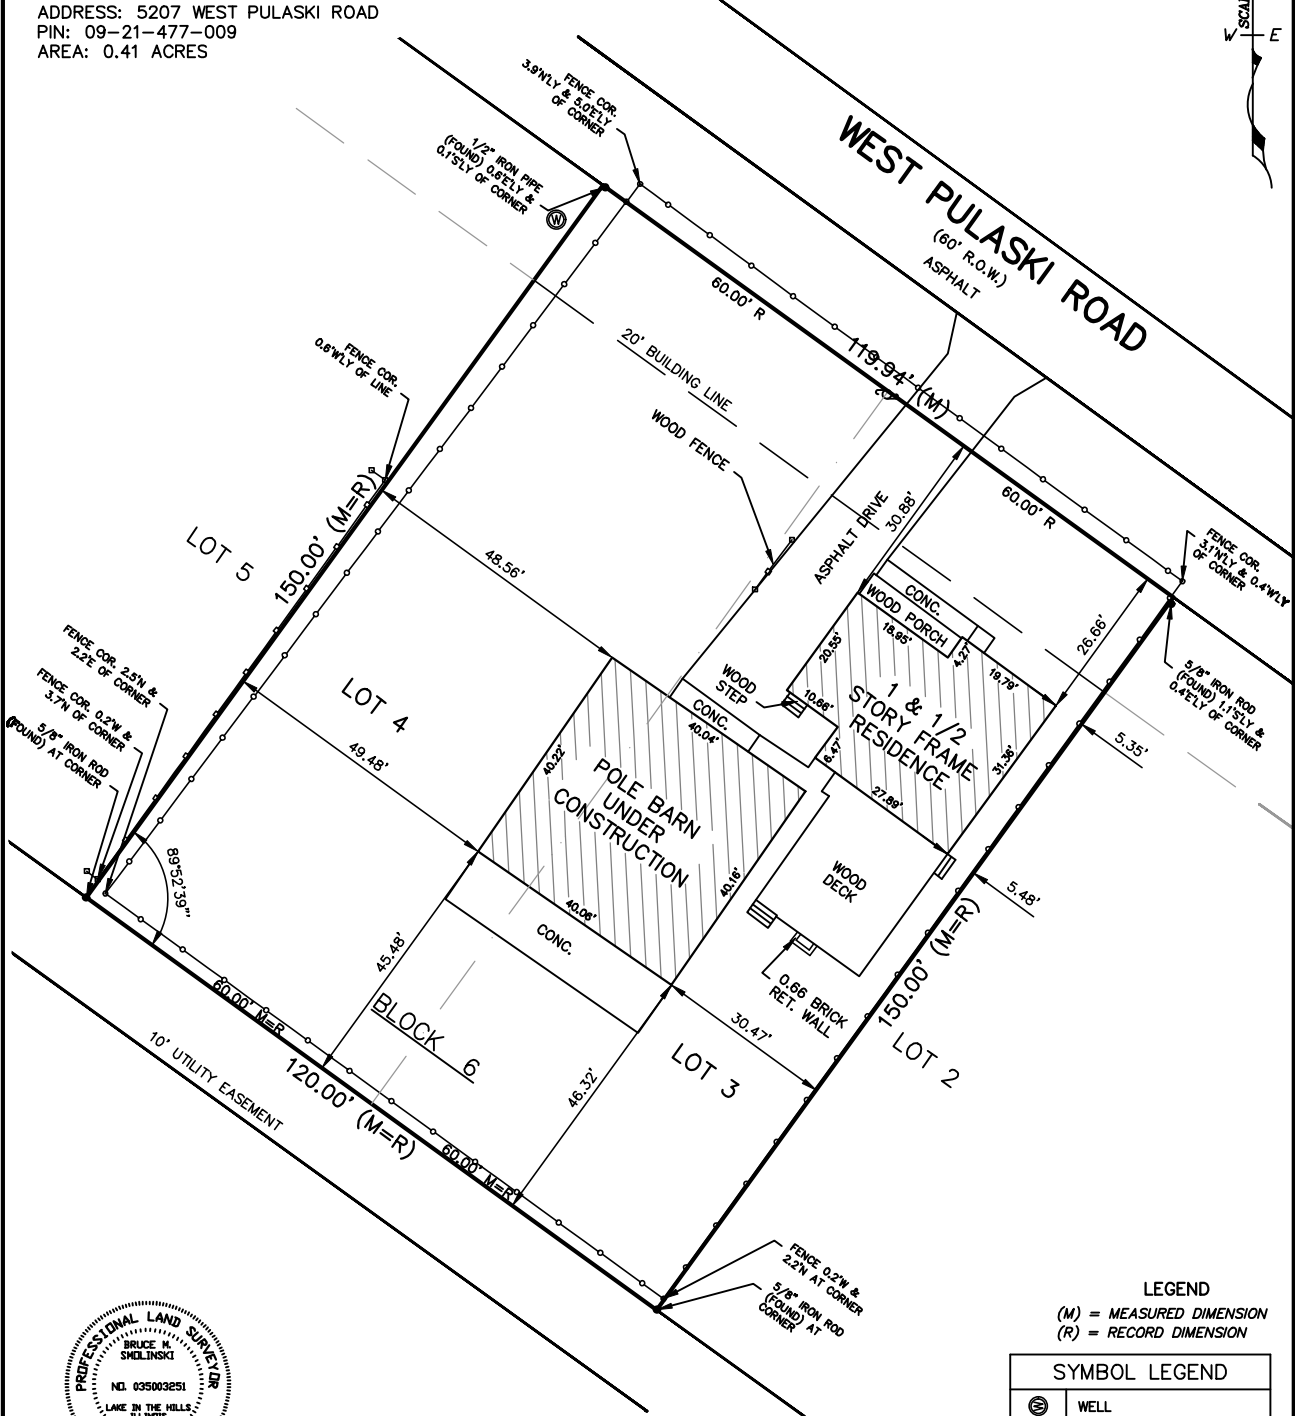 ADDRESS: 5207 WEST PULASKI ROAD
PIN: 09-21-477-009
AREA: 0.41 ACRES
W E
FENCE COR.
3.9'N'LY & 5.0'E'LY
OF CORNER
1/2" IRON PIPE
(FOUND) 0.6'E'LY &
0.1'S'LY OF CORNER
W
WEST PULASKI ROAD
(60' R.O.W.)
ASPHALT
60.00' R
119.94' (M)
20' BUILDING LINE
FENCE COR.
0.6'W'LY OF LINE
WOOD FENCE
ASPHALT DRIVE
30.88'
60.00' R
FENCE COR.
3.1'N'LY & 0.4'W'LY
OF CORNER
LOT 5
150.00' (M=R)
48.56'
CONC.
WOOD PORCH
18.95'
4.27'
20.55'
19.79'
26.66'
5/8" IRON ROD
(FOUND) 1.1'S'LY &
0.4'E'LY OF CORNER
FENCE COR. 2.5'N &
2.2'E OF CORNER
FENCE COR. 0.2'W &
3.7'N OF CORNER
5/8" IRON ROD
(FOUND) AT CORNER
LOT 4
WOOD
STEP
10.66'
1 & 1/2
STORY FRAME
RESIDENCE
31.36'
6.47'
27.89'
5.35'
49.48'
CONC.
40.04'
40.22'
POLE BARN
UNDER
CONSTRUCTION
40.16'
40.06'
WOOD
DECK
5.48'
89°52'39"
CONC.
45.48'
0.66 BRICK
RET. WALL
150.00' (M=R)
60.00' M=R
BLOCK 6
30.47'
LOT 3
LOT 2
10' UTILITY EASEMENT
120.00' (M=R)
46.32'
60.00' M=R
FENCE 0.2'W &
2.2'N AT CORNER
5/8" IRON ROD
(FOUND) AT
CORNER
LEGEND
(M) = MEASURED DIMENSION
(R) = RECORD DIMENSION
SYMBOL LEGEND
W WELL
PROFESSIONAL LAND SURVEYOR
BRUCE M.
SMOLINSKI
NO. 035003251
LAKE IN THE HILLS